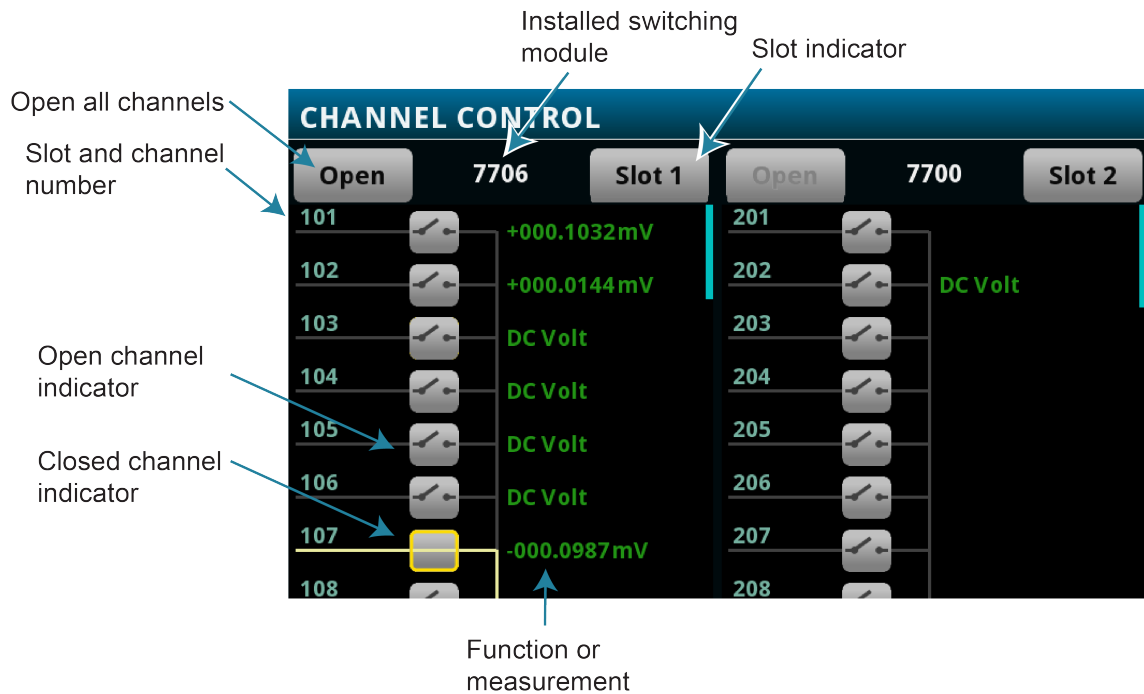 Installed switching
module
Slot indicator
Open all channels
Slot and channel
number
CHANNEL CONTROL
Open 7706 Slot 1 Open 7700 Slot 2
101 +000.1032mV 201
102 +000.0144mV 202 DC Volt
103 DC Volt 203
104 DC Volt 204
105 DC Volt 205
106 DC Volt 206
107 -000.0987mV 207
108 208
Open channel
indicator
Closed channel
indicator
Function or
measurement